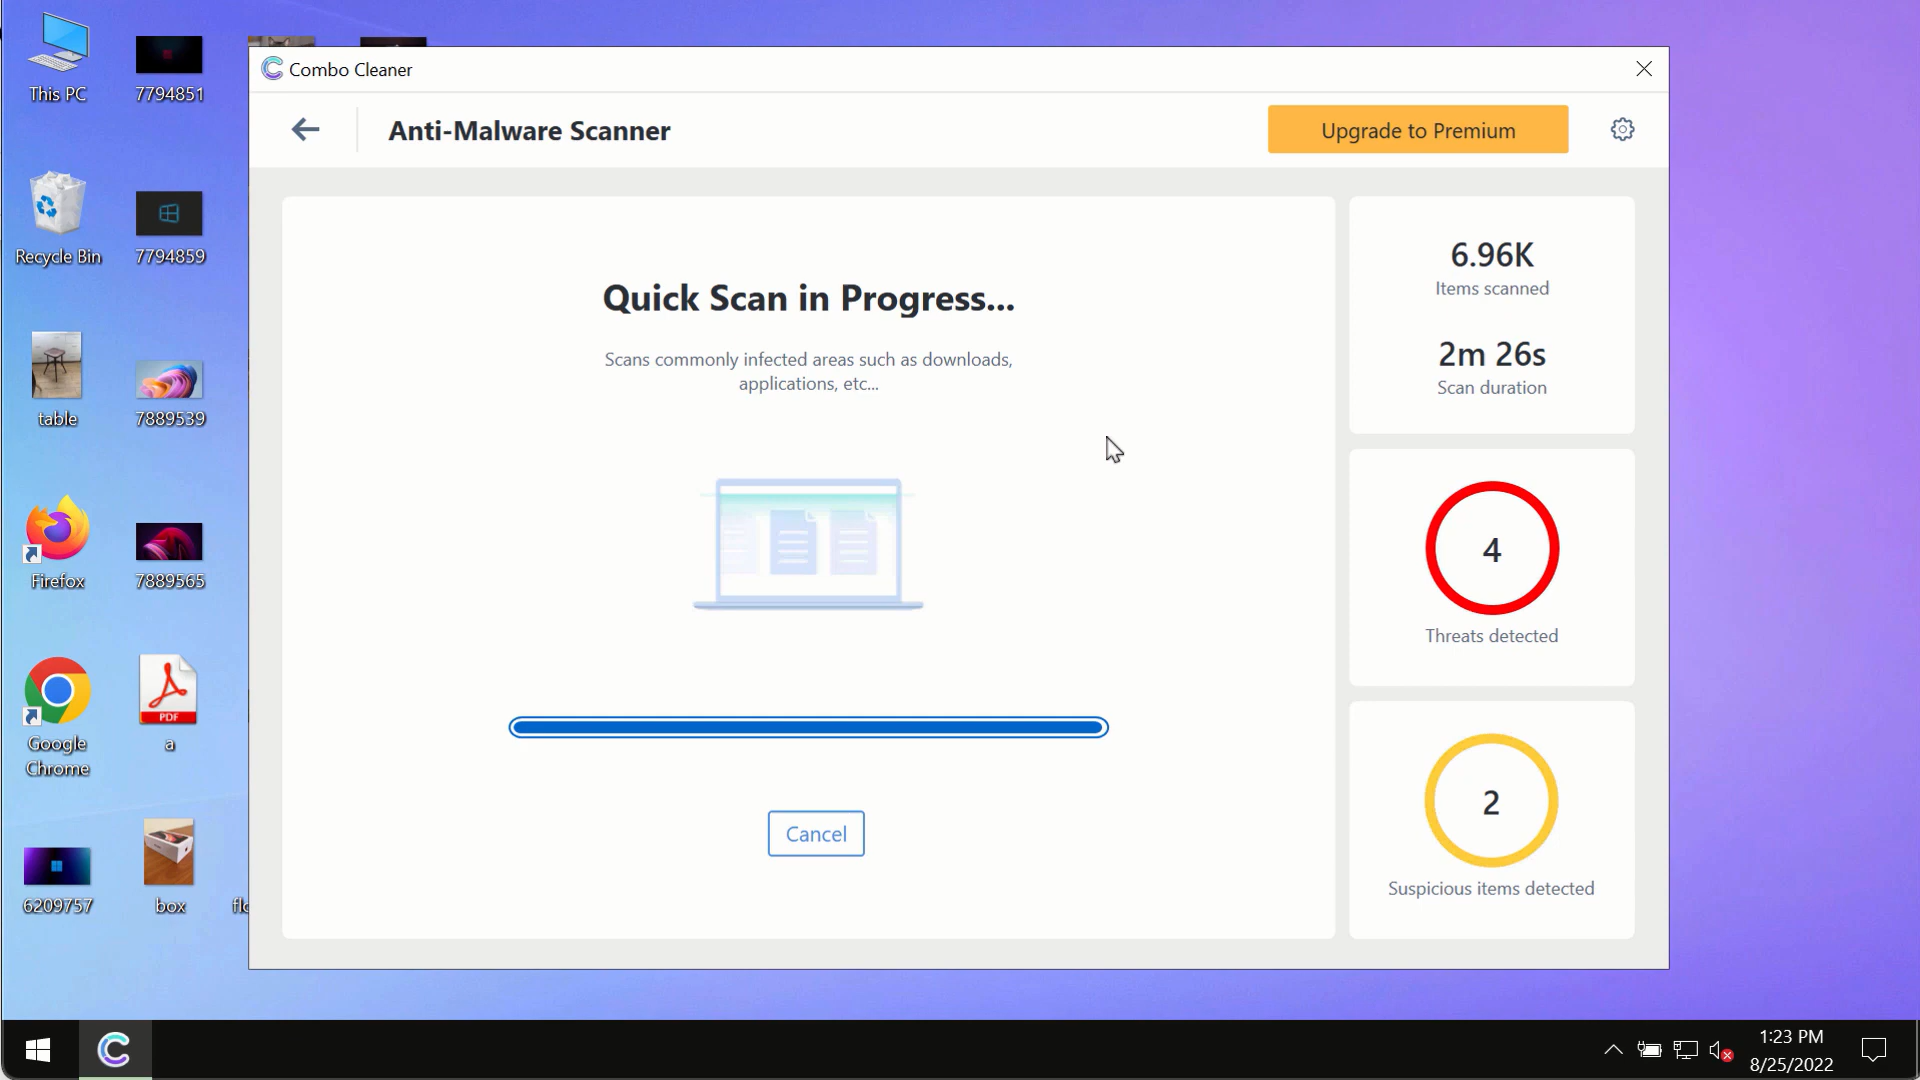 This PC
7794851
Recycle Bin
7794859
table
7889539
Firefox
7889565
Google
Chrome
PDF
a
6209757
box
Combo Cleaner
Anti-Malware Scanner
Upgrade to Premium
Quick Scan in Progress...
Scans commonly infected areas such as downloads,
applications, etc...
Cancel
6.96K
Items scanned
2m 26s
Scan duration
4
Threats detected
2
Suspicious items detected
1:23 PM
8/25/2022